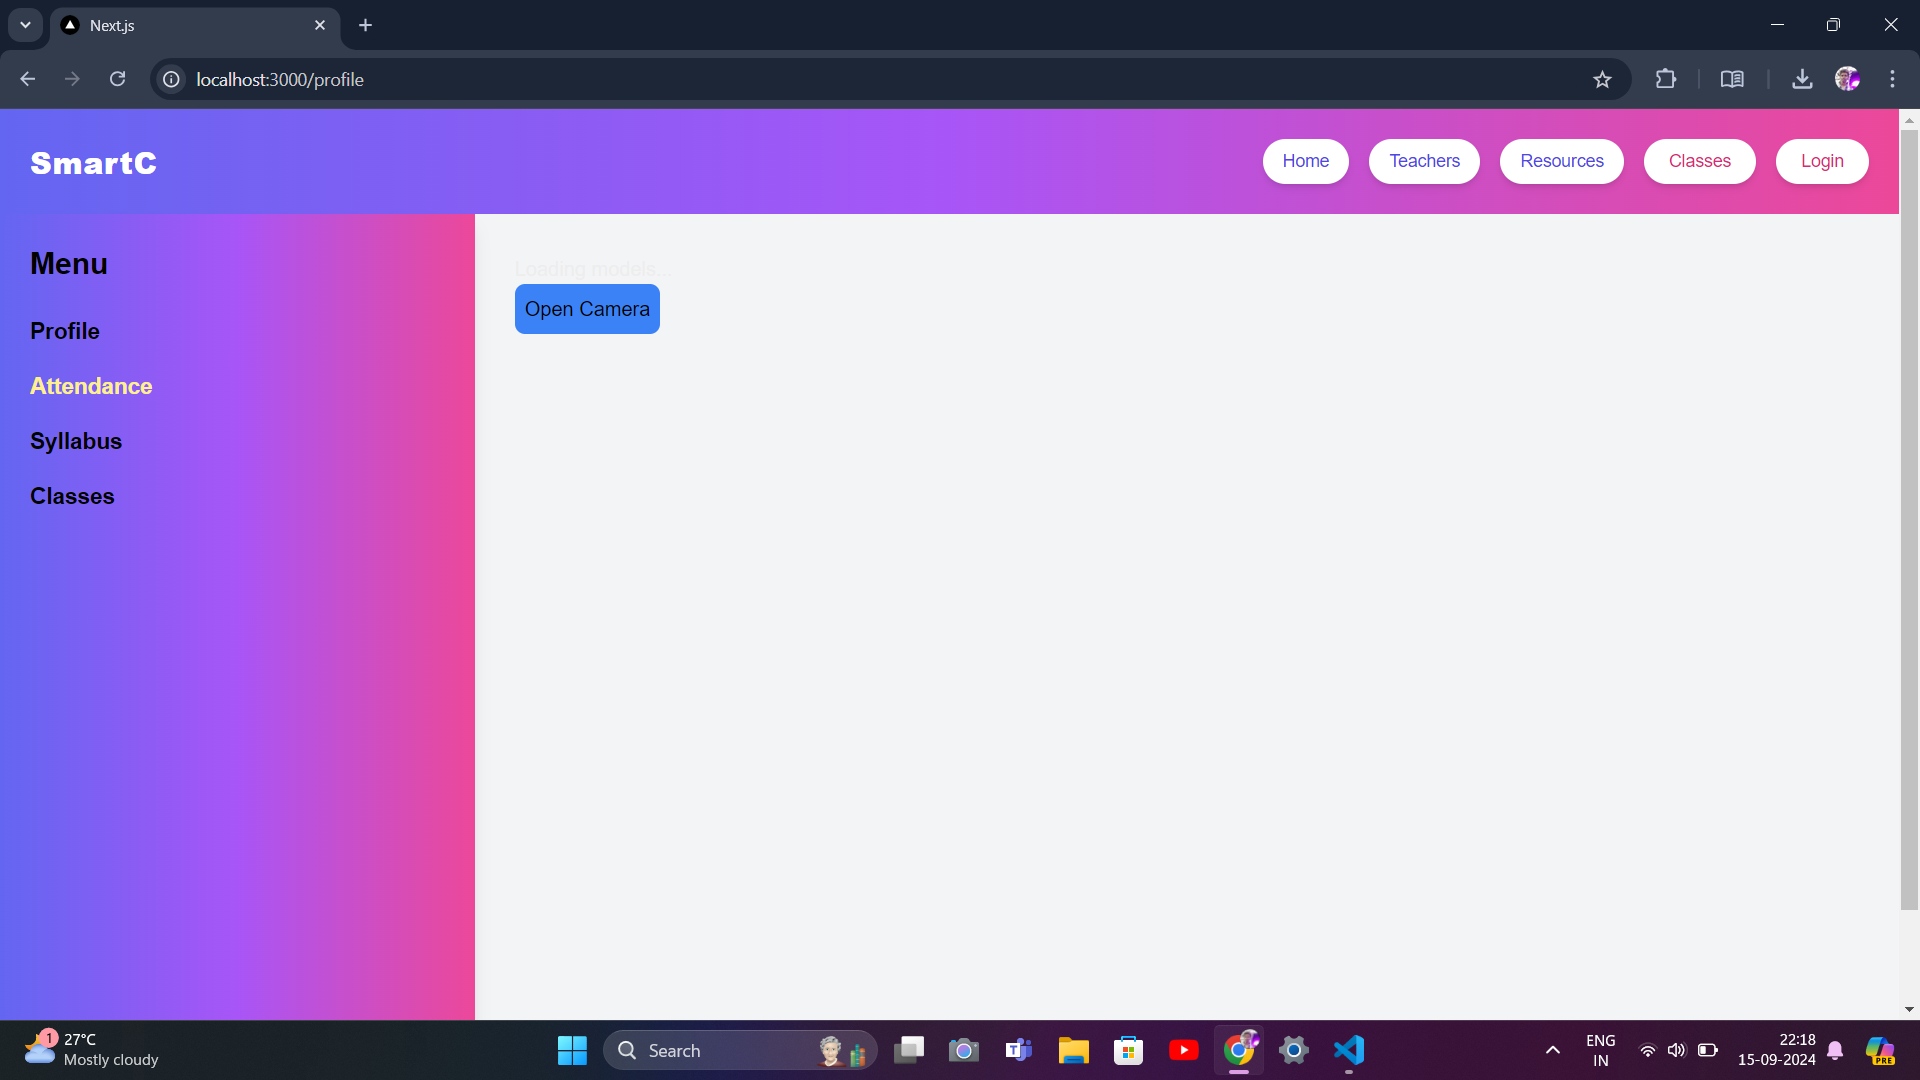 Next.js
localhost:3000/profile
SmartC
Home
Teachers
Resources
Classes
Login
Menu
Profile
Attendance
Syllabus
Classes
Loading models...
Open Camera
1
27°C
Mostly cloudy
Search
T
ENG
IN
22:18
15-09-2024
PRE